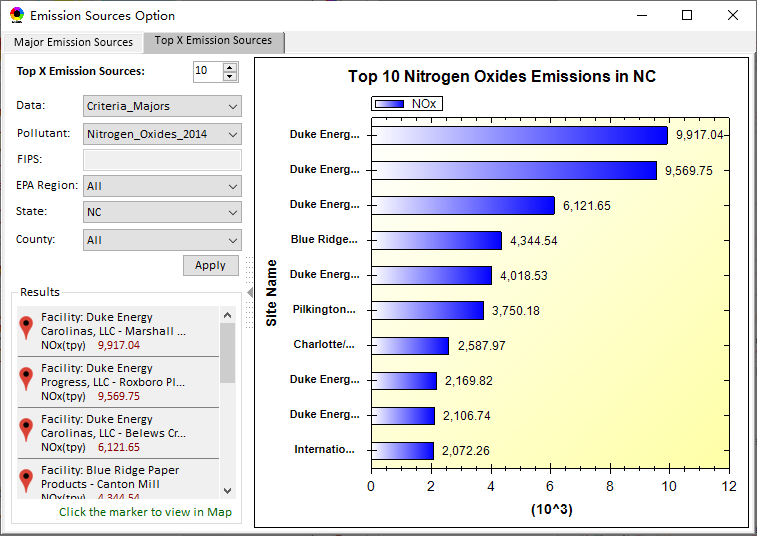 Emission Sources Option
Major Emission Sources
Top X Emission Sources
Top X Emission Sources:
10
Data:
Criteria_Majors
Pollutant:
Nitrogen_Oxides_2014
FIPS:
EPA Region:
All
State:
NC
County:
All
Apply
Results
Facility: Duke Energy
Carolinas, LLC - Marshall ...
NOx(tpy) 9,917.04
Facility: Duke Energy
Progress, LLC - Roxboro Pl...
NOx(tpy) 9,569.75
Facility: Duke Energy
Carolinas, LLC - Belews Cr...
NOx(tpy) 6,121.65
Facility: Blue Ridge Paper
Products - Canton Mill
NOx(tpy) 4,344.54
Click the marker to view in Map
Top 10 Nitrogen Oxides Emissions in NC
NOx
Site Name
Duke Energ... 9,917.04
Duke Energ... 9,569.75
Duke Energ... 6,121.65
Blue Ridge... 4,344.54
Duke Energ... 4,018.53
Pilkington... 3,750.18
Charlotte/... 2,587.97
Duke Energ... 2,169.82
Duke Energ... 2,106.74
Internatio... 2,072.26
0 2 4 6 8 10 12
(10^3)